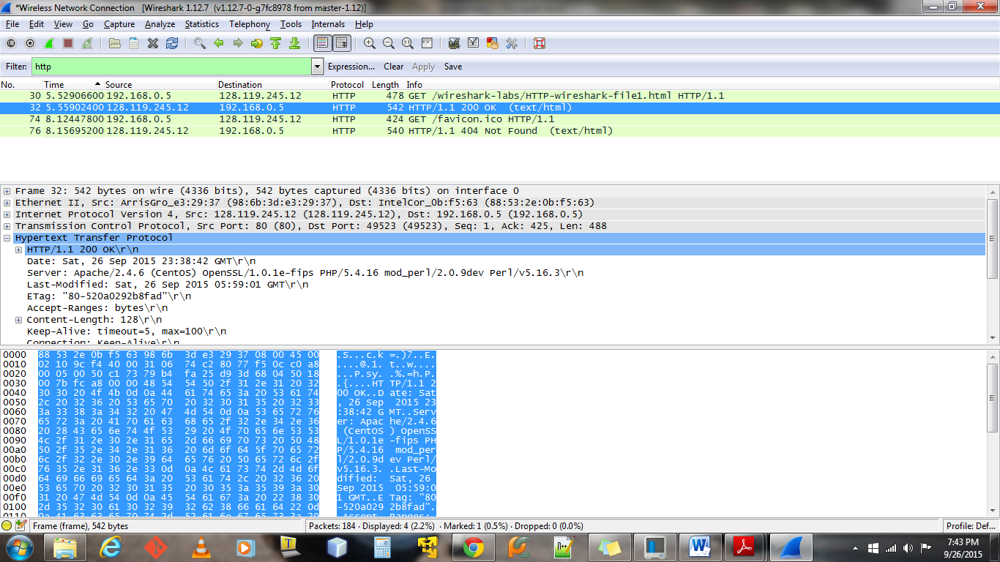 *Wireless Network Connection [Wireshark 1.12.7 (v1.12.7-0-g7fc8978 from master-1.12)]
File Edit View Go Capture Analyze Statistics Telephony Tools Internals Help
Filter: http Expression... Clear Apply Save
No. Time Source Destination Protocol Length Info
30 5.52906600 192.168.0.5 128.119.245.12 HTTP 478 GET /wireshark-labs/HTTP-wireshark-file1.html HTTP/1.1
32 5.55902400 128.119.245.12 192.168.0.5 HTTP 542 HTTP/1.1 200 OK (text/html)
74 8.12447800 192.168.0.5 128.119.245.12 HTTP 424 GET /favicon.ico HTTP/1.1
76 8.15695200 128.119.245.12 192.168.0.5 HTTP 540 HTTP/1.1 404 Not Found (text/html)
Frame 32: 542 bytes on wire (4336 bits), 542 bytes captured (4336 bits) on interface 0
Ethernet II, Src: ArrisGro_e3:29:37 (98:6b:3d:e3:29:37), Dst: IntelCor_0b:f5:63 (88:53:2e:0b:f5:63)
Internet Protocol Version 4, Src: 128.119.245.12 (128.119.245.12), Dst: 192.168.0.5 (192.168.0.5)
Transmission Control Protocol, Src Port: 80 (80), Dst Port: 49523 (49523), Seq: 1, Ack: 425, Len: 488
Hypertext Transfer Protocol
HTTP/1.1 200 OK\r\n
Date: Sat, 26 Sep 2015 23:38:42 GMT\r\n
Server: Apache/2.4.6 (CentOS) OpenSSL/1.0.1e-fips PHP/5.4.16 mod_perl/2.0.9dev Perl/v5.16.3\r\n
Last-Modified: Sat, 26 Sep 2015 05:59:01 GMT\r\n
ETag: "80-520a0292b8fad"\r\n
Accept-Ranges: bytes\r\n
Content-Length: 128\r\n
Keep-Alive: timeout=5, max=100\r\n
Connection: Keep-Alive\r\n
0000 88 53 2e 0b f5 63 98 6b 3d e3 29 37 08 00 45 00 .S...c.k =.)7..E.
0010 02 10 9c f4 40 00 31 06 74 c2 80 77 f5 0c c0 a8 ....@.1. t..w....
0020 00 05 00 50 c1 73 79 b4 fa 25 d9 3d 68 04 50 18 ...P.sy. .%.=h.P.
0030 00 7b fc a8 00 00 48 54 54 50 2f 31 2e 31 20 32 .{....HT TP/1.1 2
0040 30 30 20 4f 4b 0d 0a 44 61 74 65 3a 20 53 61 74 00 OK..D ate: Sat
0050 2c 20 32 36 20 53 65 70 20 32 30 31 35 20 32 33 , 26 Sep 2015 23
0060 3a 33 38 3a 34 32 20 47 4d 54 0d 0a 53 65 72 76 :38:42 G MT..Serv
0070 65 72 3a 20 41 70 61 63 68 65 2f 32 2e 34 2e 36 er: Apac he/2.4.6
0080 20 28 43 65 6e 74 4f 53 29 20 4f 70 65 6e 53 53 (CentOS ) OpenSS
0090 4c 2f 31 2e 30 2e 31 65 2d 66 69 70 73 20 50 48 L/1.0.1e -fips PH
00a0 50 2f 35 2e 34 2e 31 36 20 6d 6f 64 5f 70 65 72 P/5.4.16 mod_per
00b0 6c 2f 32 2e 30 2e 39 64 65 76 20 50 65 72 6c 2f l/2.0.9d ev Perl/
00c0 76 35 2e 31 36 2e 33 0d 0a 4c 61 73 74 2d 4d 6f v5.16.3. .Last-Mo
00d0 64 69 66 69 65 64 3a 20 53 61 74 2c 20 32 36 20 dified: Sat, 26
00e0 53 65 70 20 32 30 31 35 20 30 35 3a 35 39 3a 30 Sep 2015 05:59:0
00f0 31 20 47 4d 54 0d 0a 45 54 61 67 3a 20 22 38 30 1 GMT..E Tag: "80
0100 2d 35 32 30 61 30 32 39 32 62 38 66 61 64 22 0d -520a029 2b8fad".
0110 0a 41 63 63 65 70 74 2d 52 61 6e 67 65 73 3a 20 .Accept- Ranges:
Frame (frame), 542 bytes Packets: 184 · Displayed: 4 (2.2%) · Marked: 1 (0.5%) · Dropped: 0 (0.0%) Profile: Def...
7:43 PM
9/26/2015